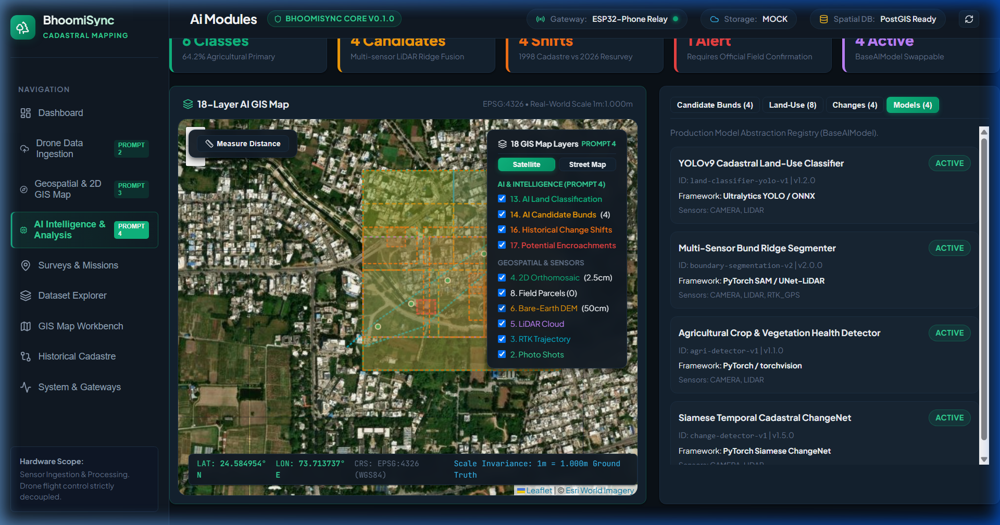 BhoomiSync
CADASTRAL MAPPING
NAVIGATION
Dashboard
Drone Data
Ingestion
PROMPT
2
Geospatial & 2D
GIS Map
PROMPT
3
AI Intelligence &
Analysis
PROMPT
4
Surveys & Missions
Dataset Explorer
GIS Map Workbench
Historical Cadastre
System & Gateways
Hardware Scope:
Sensor Ingestion & Processing.
Drone flight control strictly
decoupled.
Ai Modules
BHOOMISYNC CORE V0.1.0
Gateway: ESP32-Phone Relay
Storage: MOCK
Spatial DB: PostGIS Ready
6 Classes
64.2% Agricultural Primary
4 Candidates
Multi-sensor LiDAR Ridge Fusion
4 Shifts
1998 Cadastre vs 2026 Resurvey
1 Alert
Requires Official Field Confirmation
4 Active
BaseAIModel Swappable
18-Layer AI GIS Map
EPSG:4326 • Real-World Scale 1m:1.000m
Measure Distance
18 GIS Map Layers PROMPT 4
Satellite
Street Map
AI & INTELLIGENCE (PROMPT 4)
13. AI Land Classification
14. AI Candidate Bunds (4)
16. Historical Change Shifts
17. Potential Encroachments
GEOSPATIAL & SENSORS
4. 2D Orthomosaic (2.5cm)
8. Field Parcels (0)
6. Bare-Earth DEM (50cm)
5. LiDAR Cloud
3. RTK Trajectory
2. Photo Shots
LAT: 24.584954°
N
LON: 73.713737°
E
CRS: EPSG:4326
(WGS84)
Scale Invariance: 1m = 1.000m Ground
Truth
Leaflet | © Esri World Imagery
Candidate Bunds (4)
Land-Use (8)
Changes (4)
Models (4)
Production Model Abstraction Registry (BaseAIModel).
YOLOv9 Cadastral Land-Use Classifier
ACTIVE
ID: land-classifier-yolo-v1 | v1.2.0
Framework: Ultralytics YOLO / ONNX
Sensors: CAMERA, LIDAR
Multi-Sensor Bund Ridge Segmenter
ACTIVE
ID: boundary-segmentation-v2 | v2.0.0
Framework: PyTorch SAM / UNet-LiDAR
Sensors: CAMERA, LIDAR, RTK_GPS
Agricultural Crop & Vegetation Health Detector
ACTIVE
ID: agri-detector-v1 | v1.1.0
Framework: PyTorch / torchvision
Sensors: CAMERA, LIDAR
Siamese Temporal Cadastral ChangeNet
ACTIVE
ID: change-detector-v1 | v1.5.0
Framework: PyTorch Siamese ChangeNet
Sensors: CAMERA, LIDAR